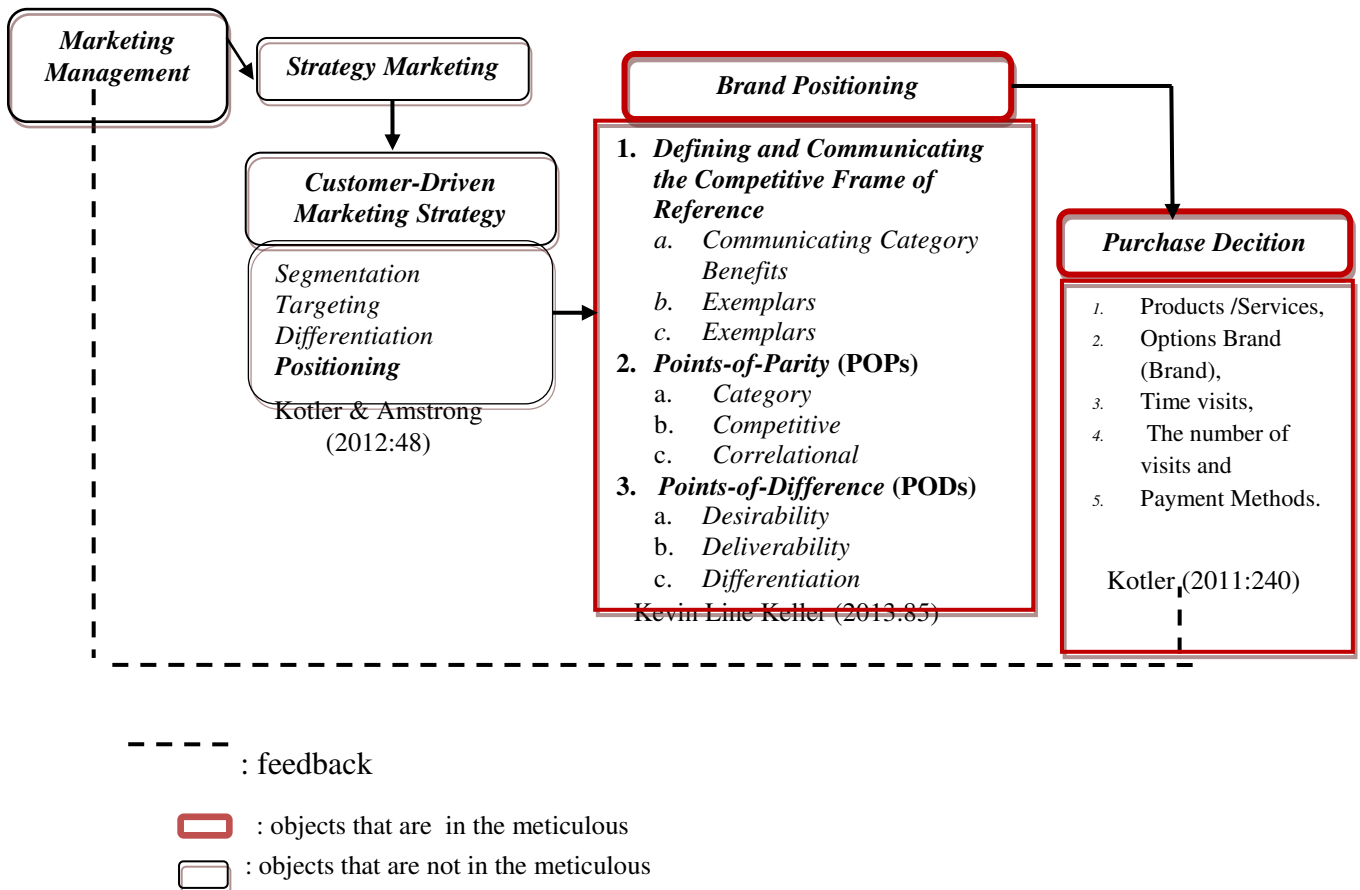 Marketing
Management
Strategy Marketing
Customer-Driven
Marketing Strategy
Segmentation
Targeting
Differentiation
Positioning
Kotler & Amstrong
(2012:48)
Brand Positioning
1. Defining and Communicating
the Competitive Frame of
Reference
a. Communicating Category
Benefits
b. Exemplars
c. Exemplars
2. Points-of-Parity (POPs)
a. Category
b. Competitive
c. Correlational
3. Points-of-Difference (PODs)
a. Desirability
b. Deliverability
c. Differentiation
Kevin Line Keller (2013.85)
Purchase Decition
1. Products /Services,
2. Options Brand
(Brand),
3. Time visits,
4. The number of
visits and
5. Payment Methods.
Kotler (2011:240)
: feedback
: objects that are in the meticulous
: objects that are not in the meticulous